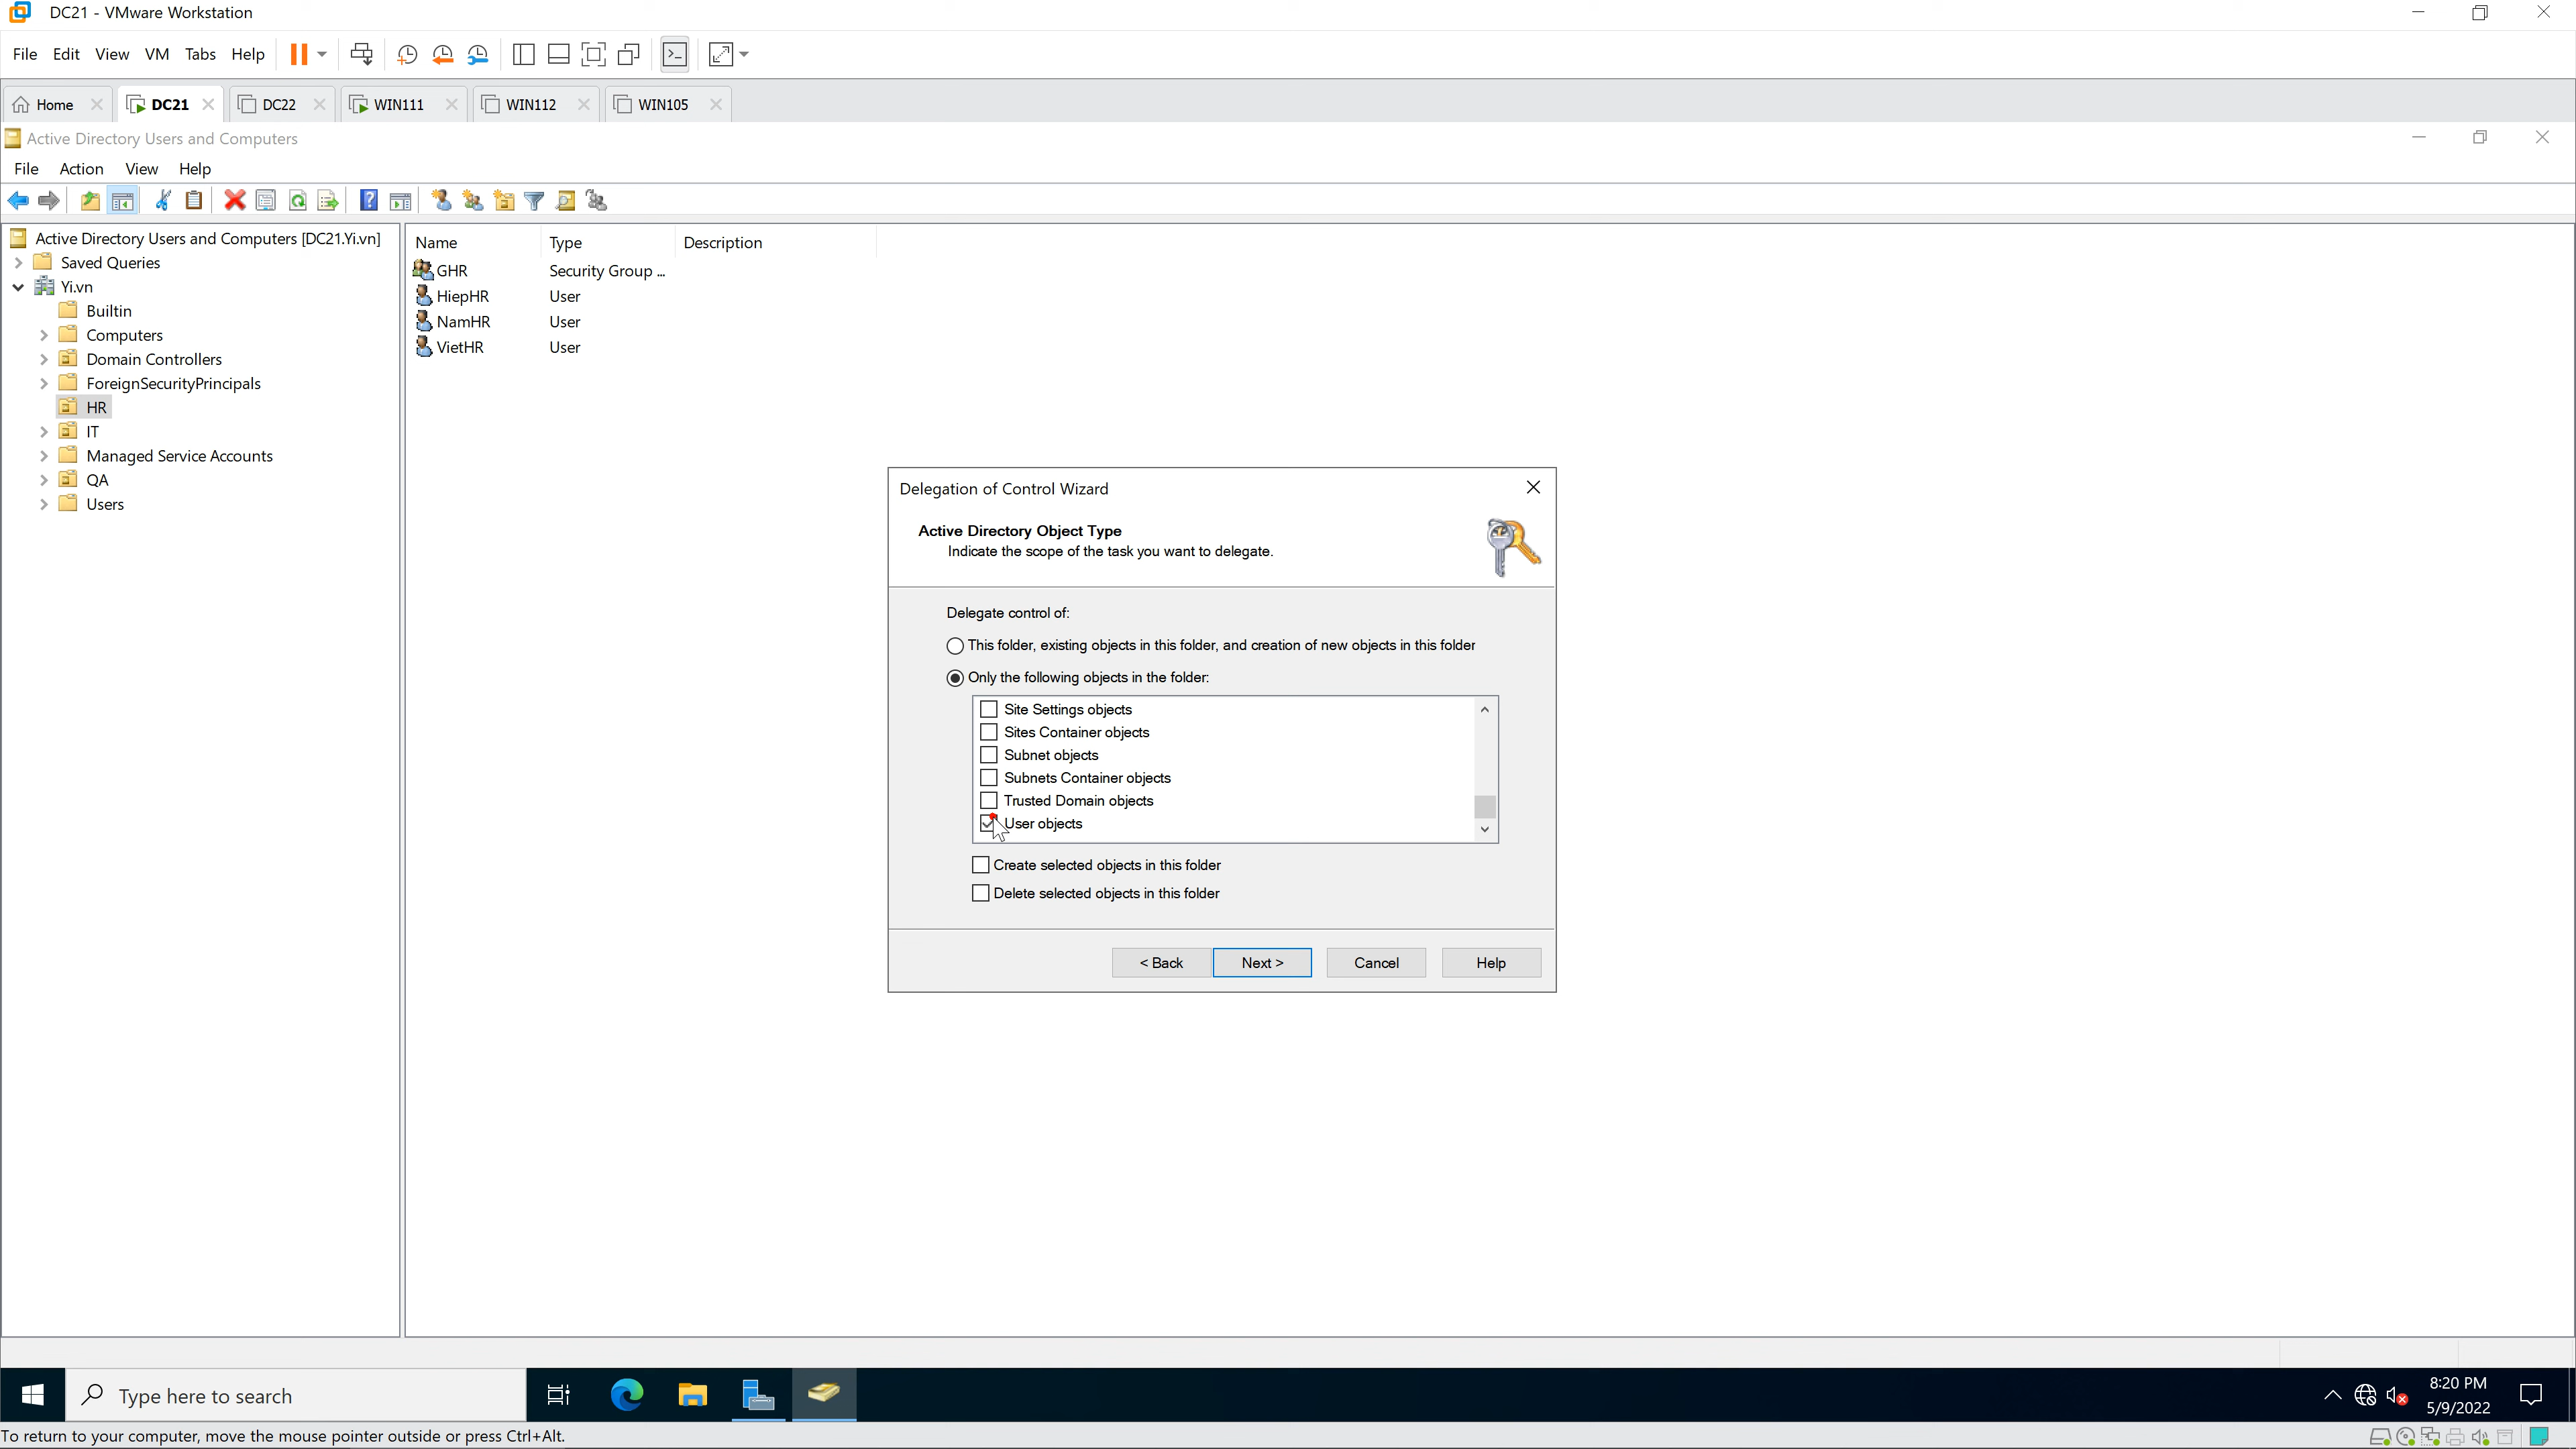 DC21 - VMware Workstation
File Edit View VM Tabs Help
Home DC21 DC22 WIN111 WIN112 WIN105
Active Directory Users and Computers
File Action View Help
Active Directory Users and Computers [DC21.Yi.vn]
Saved Queries
Yi.vn
Builtin
Computers
Domain Controllers
ForeignSecurityPrincipals
HR
IT
Managed Service Accounts
QA
Users
Name Type Description
GHR Security Group ...
HiepHR User
NamHR User
VietHR User
Delegation of Control Wizard
Active Directory Object Type
Indicate the scope of the task you want to delegate.
Delegate control of:
This folder, existing objects in this folder, and creation of new objects in this folder
Only the following objects in the folder:
Site Settings objects
Sites Container objects
Subnet objects
Subnets Container objects
Trusted Domain objects
User objects
Create selected objects in this folder
Delete selected objects in this folder
< Back Next > Cancel Help
Type here to search
8:20 PM
5/9/2022
To return to your computer, move the mouse pointer outside or press Ctrl+Alt.